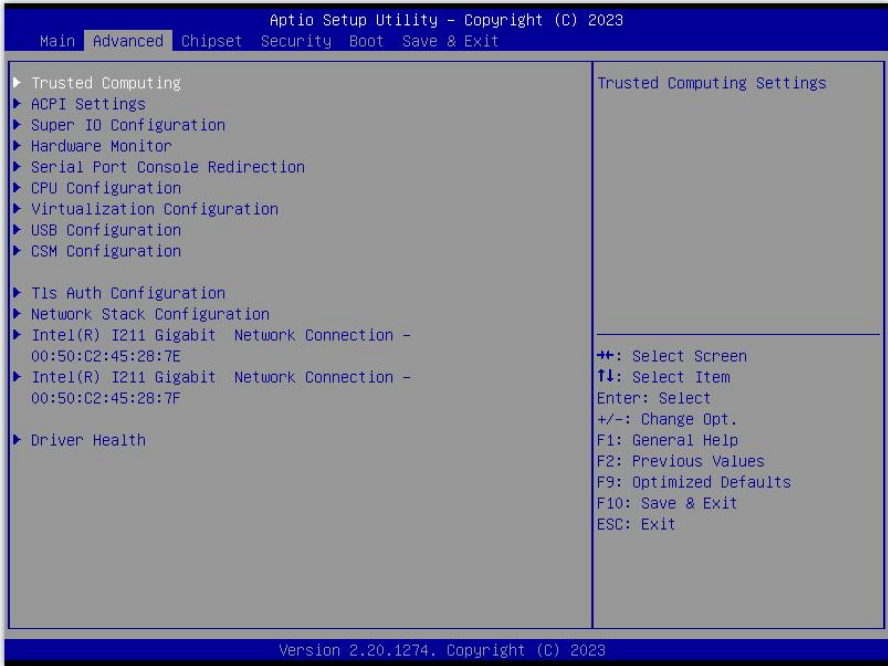 Aptio Setup Utility – Copyright (C) 2023
Main Advanced Chipset Security Boot Save & Exit
Trusted Computing
ACPI Settings
Super IO Configuration
Hardware Monitor
Serial Port Console Redirection
CPU Configuration
Virtualization Configuration
USB Configuration
CSM Configuration
Tls Auth Configuration
Network Stack Configuration
Intel(R) I211 Gigabit  Network Connection –
00:50:C2:45:28:7E
Intel(R) I211 Gigabit  Network Connection –
00:50:C2:45:28:7F
Driver Health
Trusted Computing Settings
→←: Select Screen
↑↓: Select Item
Enter: Select
+/-: Change Opt.
F1: General Help
F2: Previous Values
F9: Optimized Defaults
F10: Save & Exit
ESC: Exit
Version 2.20.1274. Copyright (C) 2023